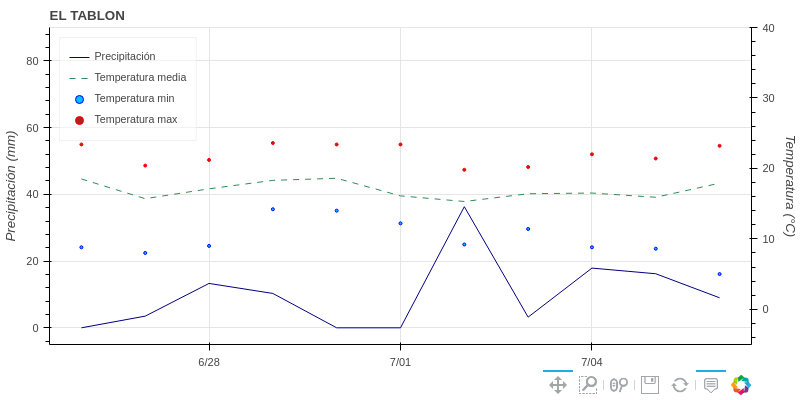 EL TABLON
Precipitación
Temperatura media
Temperatura min
Temperatura max
Precipitación (mm)
80
60
40
20
0
40
30
20
10
0
Temperatura (°C)
6/28
7/01
7/04